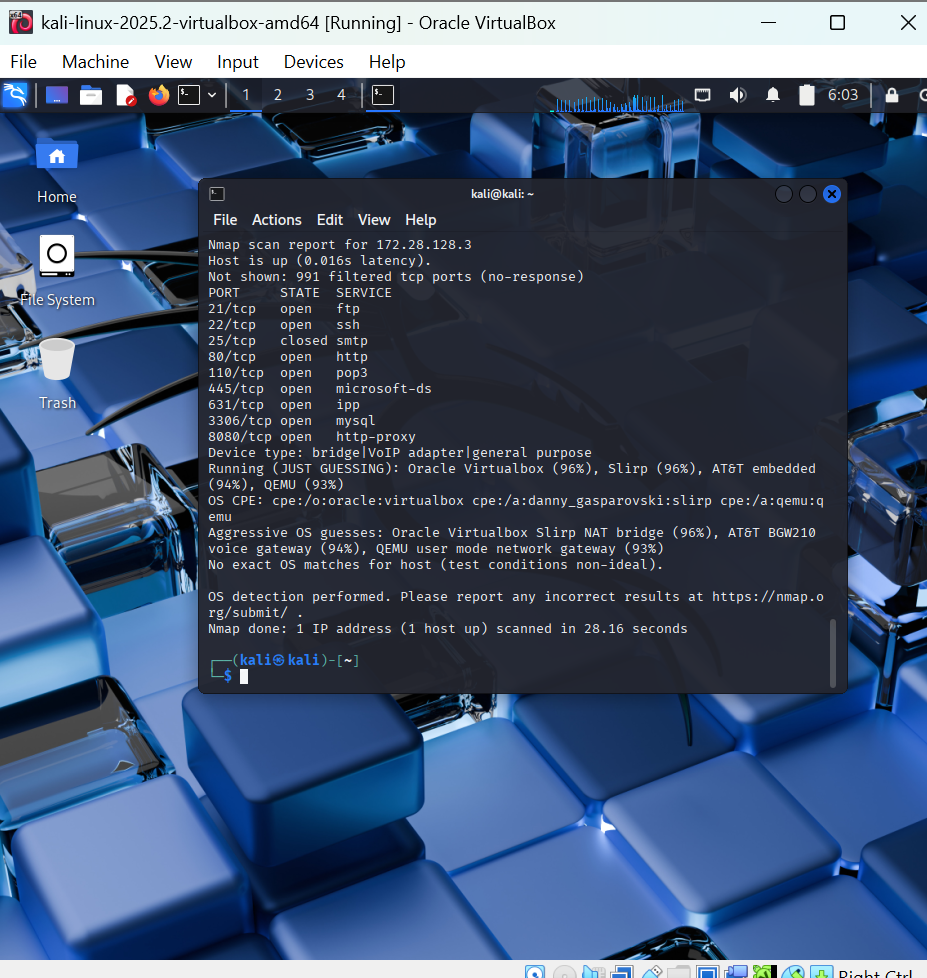 kali-linux-2025.2-virtualbox-amd64 [Running] - Oracle VirtualBox
File Machine View Input Devices Help
1 2 3 4 6:03
Home
File System
Trash
kali@kali: ~
File Actions Edit View Help
Nmap scan report for 172.28.128.3
Host is up (0.016s latency).
Not shown: 991 filtered tcp ports (no-response)
PORT     STATE  SERVICE
21/tcp   open   ftp
22/tcp   open   ssh
25/tcp   closed smtp
80/tcp   open   http
110/tcp  open   pop3
445/tcp  open   microsoft-ds
631/tcp  open   ipp
3306/tcp open   mysql
8080/tcp open   http-proxy
Device type: bridge|VoIP adapter|general purpose
Running (JUST GUESSING): Oracle Virtualbox (96%), Slirp (96%), AT&T embedded
(94%), QEMU (93%)
OS CPE: cpe:/o:oracle:virtualbox cpe:/a:danny_gasparovski:slirp cpe:/a:qemu:q
emu
Aggressive OS guesses: Oracle Virtualbox Slirp NAT bridge (96%), AT&T BGW210
voice gateway (94%), QEMU user mode network gateway (93%)
No exact OS matches for host (test conditions non-ideal).
OS detection performed. Please report any incorrect results at https://nmap.o
rg/submit/ .
Nmap done: 1 IP address (1 host up) scanned in 28.16 seconds
┌──(kali㉿kali)-[~]
└─$
Right Ctrl